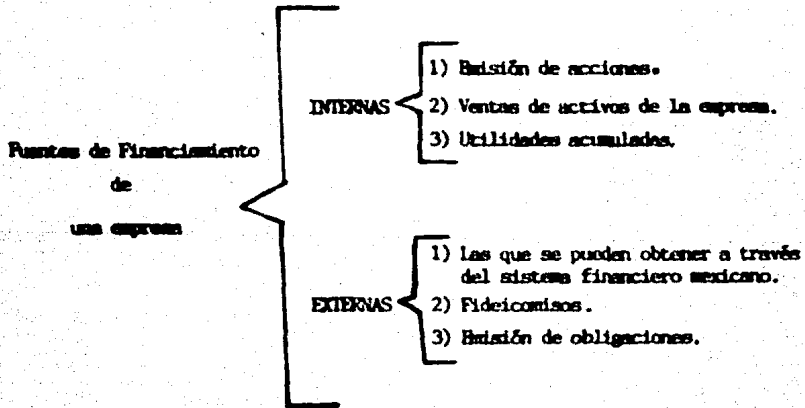 Fuentes de Financiamiento
de
una empresa
INTERNAS
1) Emisión de acciones.
2) Ventas de activos de la empresa.
3) Utilidades acumuladas.
EXTERNAS
1) Las que se pueden obtener a través
del sistema financiero mexicano.
2) Fideicomisos.
3) Emisión de obligaciones.